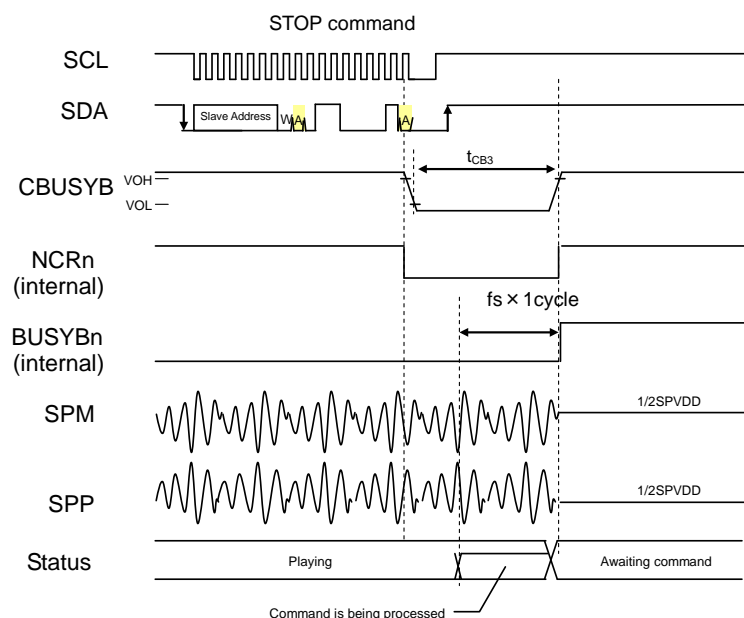 STOP command
SCL
SDA
Slave Address
W
A
A
CBUSYB
VOH
VOL
tCB3
NCRn
(internal)
fs×1cycle
BUSYBn
(internal)
SPM
1/2SPVDD
SPP
1/2SPVDD
Status
Playing
Awaiting command
Command is being processed